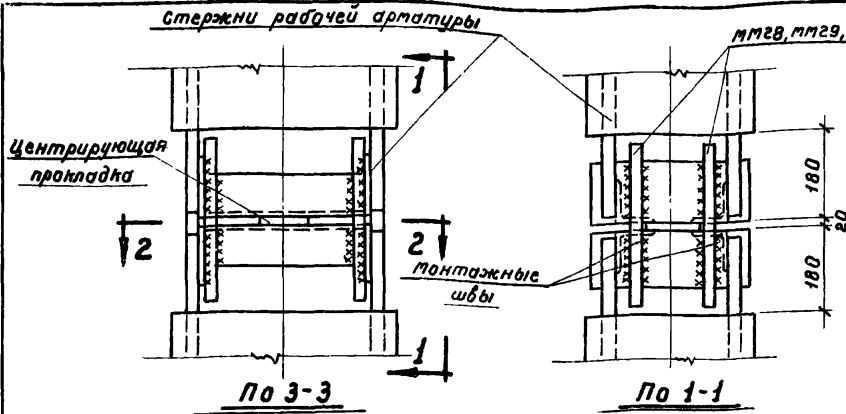 Стержни рабочей арматуры
ММ28, ММ29,
1
Центрирующая
прокладка
180
20
2
2
монтажные
швы
180
1
По 3-3
По 1-1